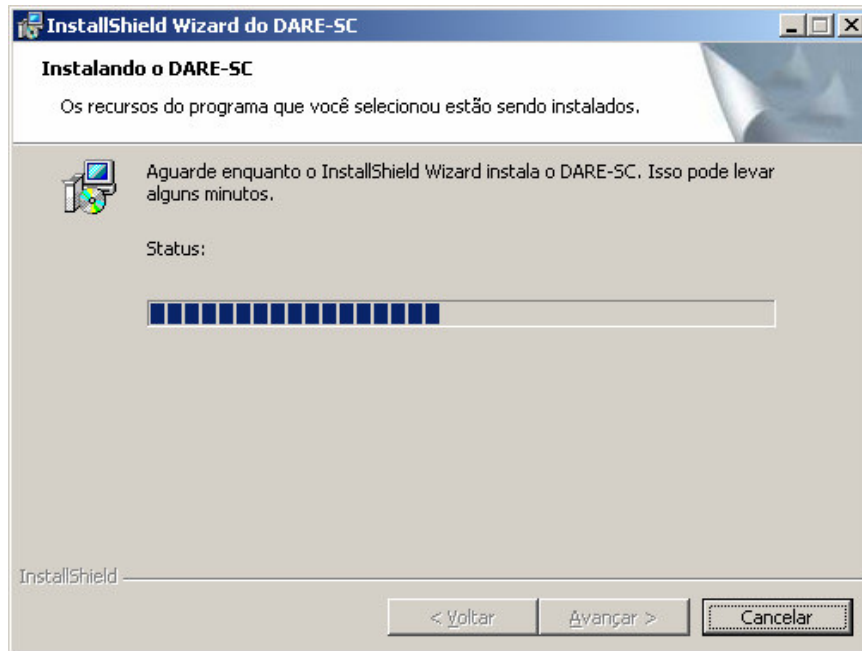 InstallShield Wizard do DARE-SC
Instalando o DARE-SC
Os recursos do programa que você selecionou estão sendo instalados.
Aguarde enquanto o InstallShield Wizard instala o DARE-SC. Isso pode levar
alguns minutos.
Status:
InstallShield
< Voltar
Avançar >
Cancelar